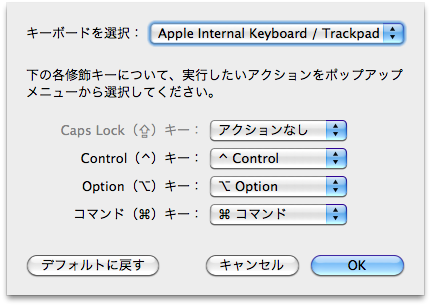 キーボードを選択： Apple Internal Keyboard / Trackpad
下の各修飾キーについて、実行したいアクションをポップアップ
メニューから選択してください。
Caps Lock（⇪）キー： アクションなし
Control（^）キー： ^ Control
Option（⌥）キー： ⌥ Option
コマンド（⌘）キー： ⌘ コマンド
デフォルトに戻す キャンセル OK